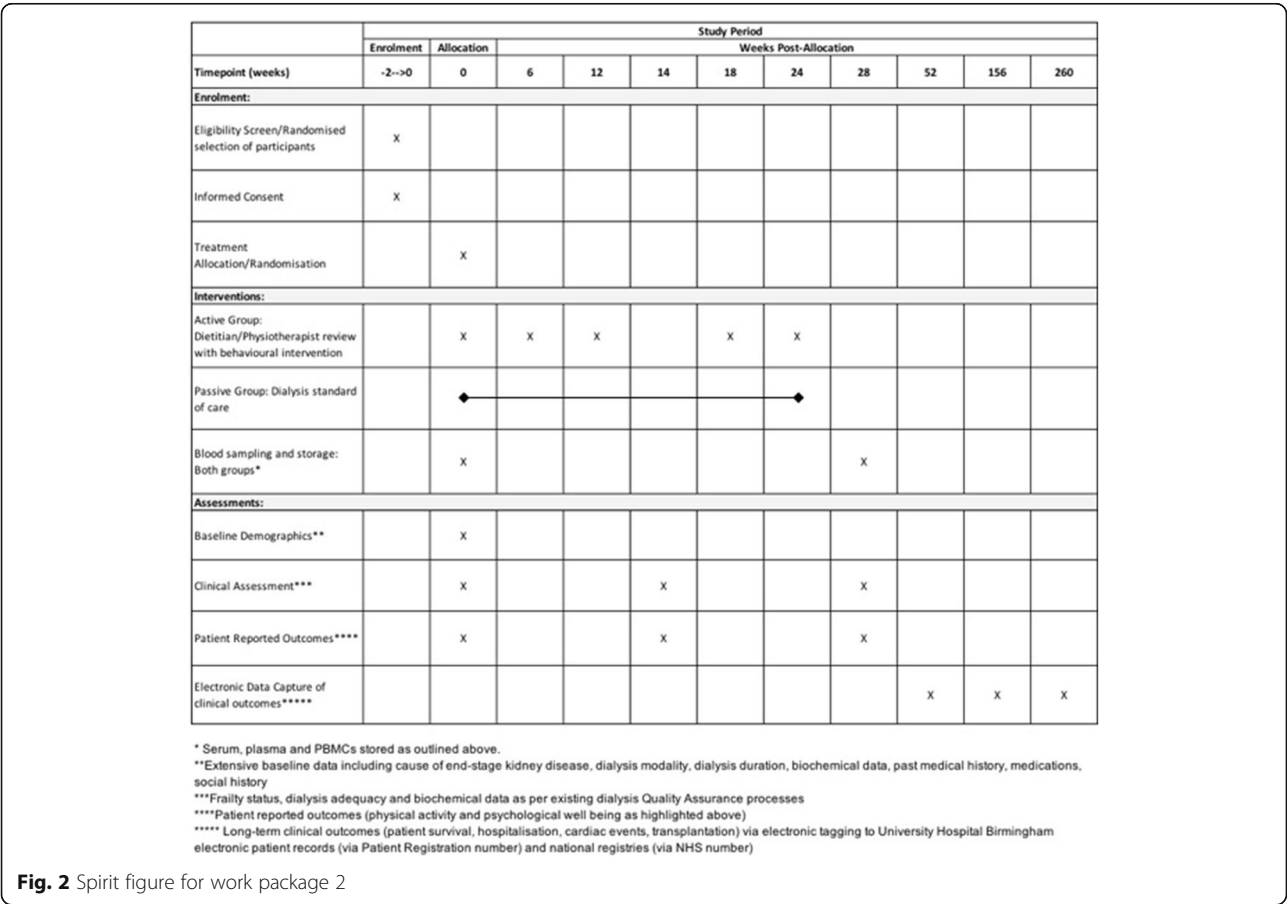 Study Period
Enrolment Allocation Weeks Post-Allocation
Timepoint (weeks) -2-->0 0 6 12 14 18 24 28 52 156 260
Enrolment:
Eligibility Screen/Randomised
selection of participants X
Informed Consent X
Treatment
Allocation/Randomisation X
Interventions:
Active Group:
Dietitian/Physiotherapist review X X X X X
with behavioural intervention
Passive Group: Dialysis standard
of care
Blood sampling and storage:
Both groups* X X
Assessments:
Baseline Demographics** X
Clinical Assessment*** X X X
Patient Reported Outcomes**** X X X
Electronic Data Capture of
clinical outcomes***** X X X
* Serum, plasma and PBMCs stored as outlined above.
**Extensive baseline data including cause of end-stage kidney disease, dialysis modality, dialysis duration, biochemical data, past medical history, medications,
social history
***Frailty status, dialysis adequacy and biochemical data as per existing dialysis Quality Assurance processes
****Patient reported outcomes (physical activity and psychological well being as highlighted above)
***** Long-term clinical outcomes (patient survival, hospitalisation, cardiac events, transplantation) via electronic tagging to University Hospital Birmingham
electronic patient records (via Patient Registration number) and national registries (via NHS number)
Fig. 2 Spirit figure for work package 2